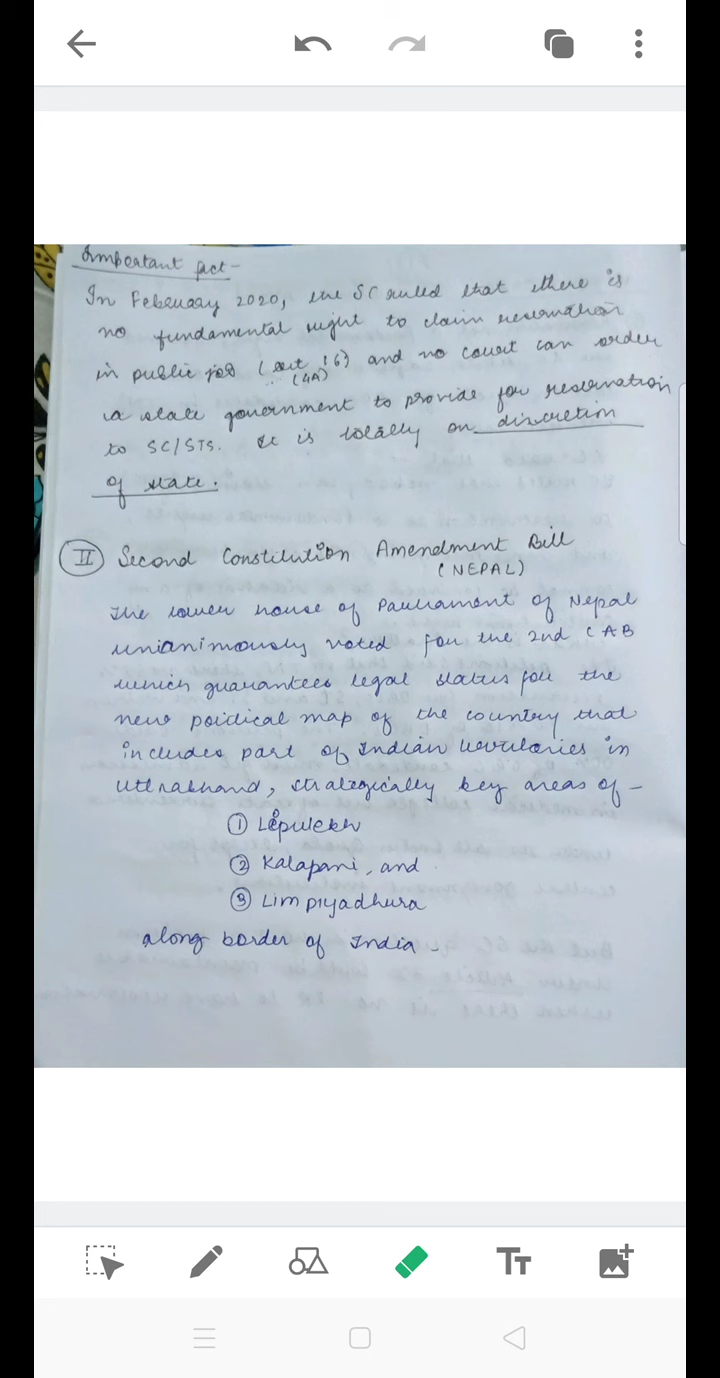 Important fact-
In February 2020, the SC ruled that there is
no fundamental right to claim reservation
in public job (art 16) and no court can order
(4A)
a state government to provide for reservation
to SC/STs. It is totally on discretion
of state.
II Second Constitution Amendment Bill
(NEPAL)
The lower house of Parliament of Nepal
unianimously voted for the 2nd CAB
which guarantees legal status for the
new political map of the country that
includes part of Indian terrtories in
Uttrakhand, strategically key areas of -
① Lipulekh
② Kalapani, and
③ Limpiyadhura
along border of India.
TT